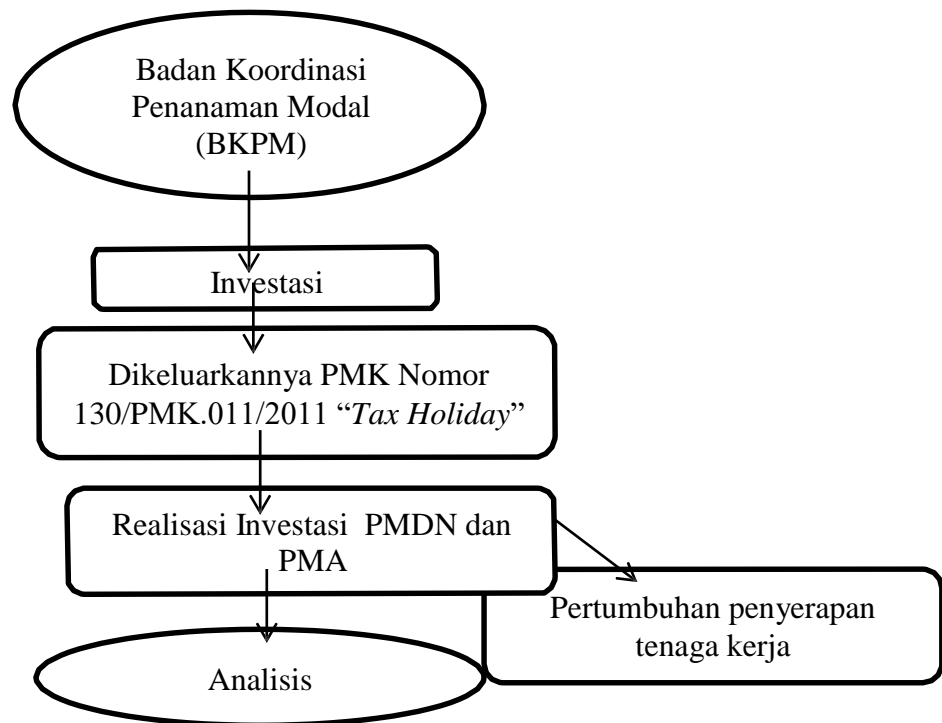 Badan Koordinasi
Penanaman Modal
(BKPM)
Investasi
Dikeluarkannya PMK Nomor
130/PMK.011/2011 “Tax Holiday”
Realisasi Investasi PMDN dan
PMA
Pertumbuhan penyerapan
tenaga kerja
Analisis